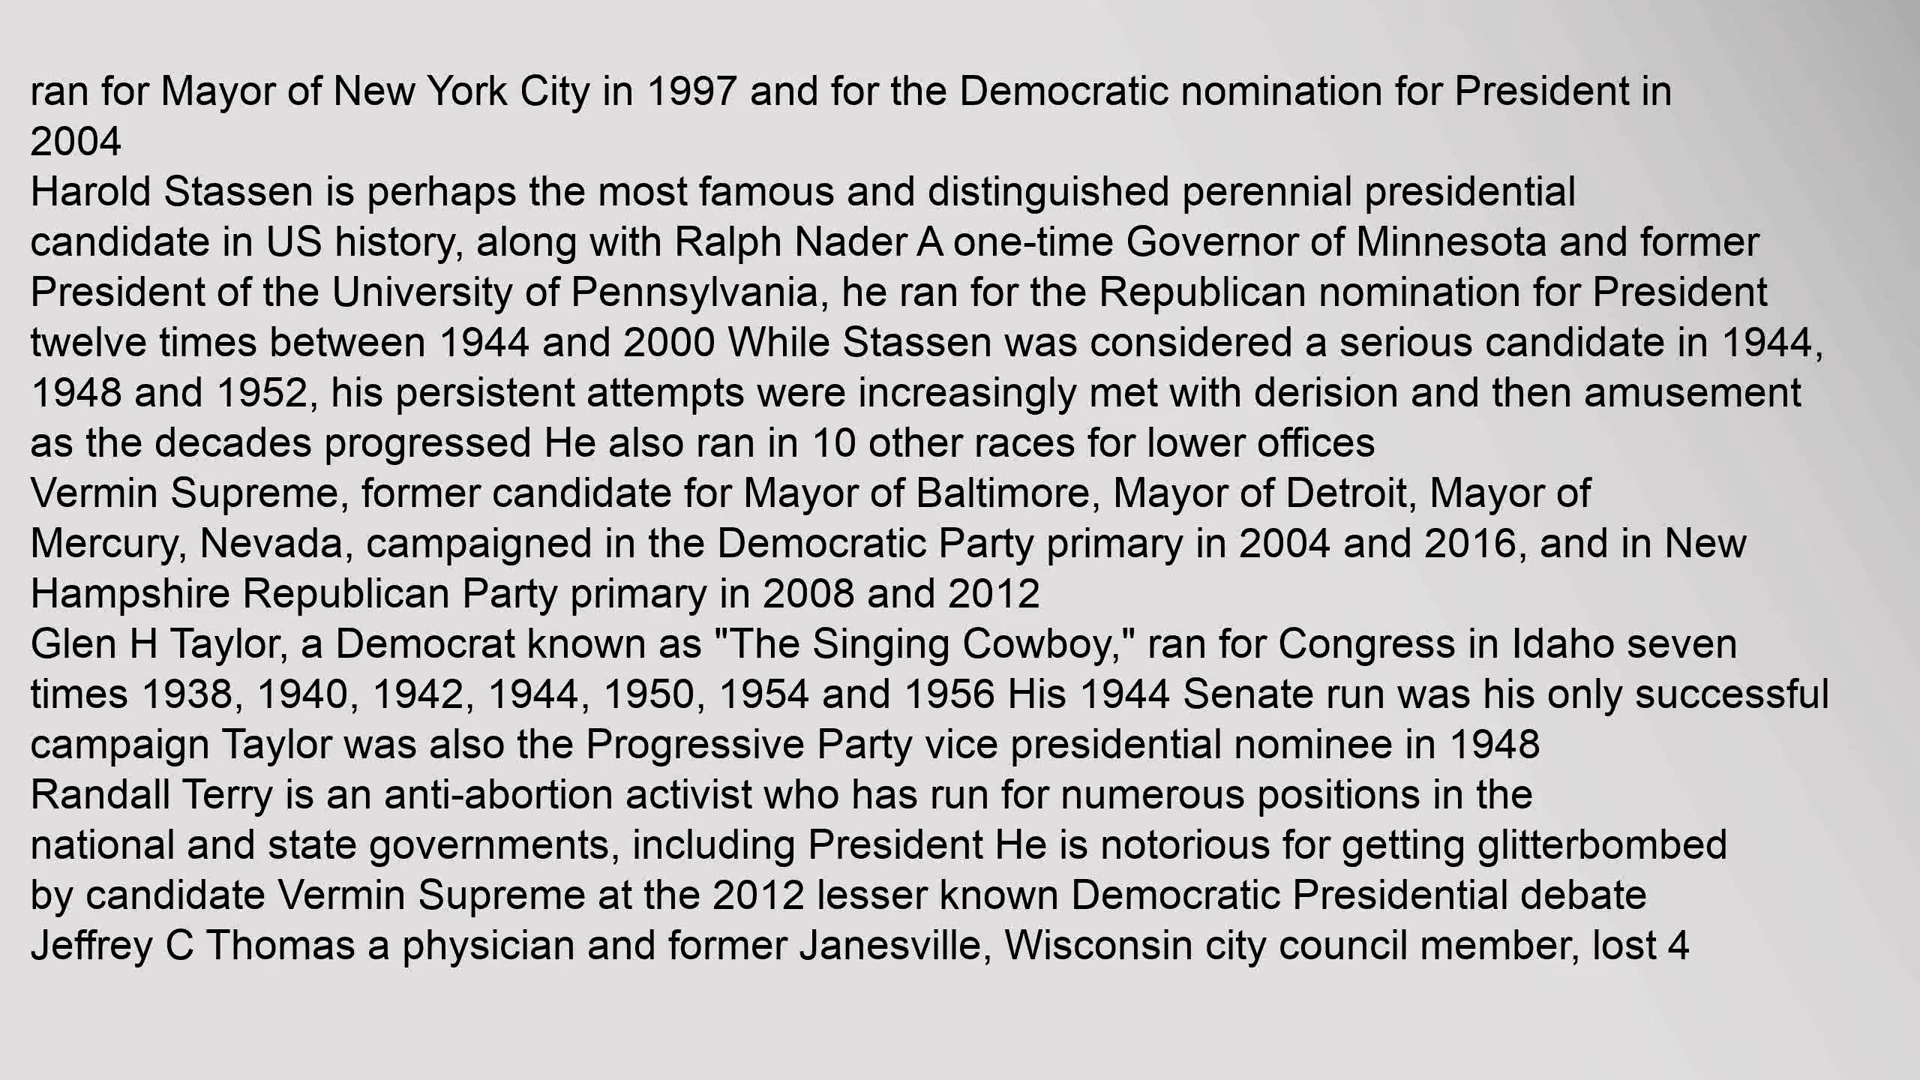 ran for Mayor of New York City in 1997 and for the Democratic nomination for President in
2004
Harold Stassen is perhaps the most famous and distinguished perennial presidential
candidate in US history, along with Ralph Nader A one-time Governor of Minnesota and former
President of the University of Pennsylvania, he ran for the Republican nomination for President
twelve times between 1944 and 2000 While Stassen was considered a serious candidate in 1944,
1948 and 1952, his persistent attempts were increasingly met with derision and then amusement
as the decades progressed He also ran in 10 other races for lower offices
Vermin Supreme, former candidate for Mayor of Baltimore, Mayor of Detroit, Mayor of
Mercury, Nevada, campaigned in the Democratic Party primary in 2004 and 2016, and in New
Hampshire Republican Party primary in 2008 and 2012
Glen H Taylor, a Democrat known as "The Singing Cowboy," ran for Congress in Idaho seven
times 1938, 1940, 1942, 1944, 1950, 1954 and 1956 His 1944 Senate run was his only successful
campaign Taylor was also the Progressive Party vice presidential nominee in 1948
Randall Terry is an anti-abortion activist who has run for numerous positions in the
national and state governments, including President He is notorious for getting glitterbombed
by candidate Vermin Supreme at the 2012 lesser known Democratic Presidential debate
Jeffrey C Thomas a physician and former Janesville, Wisconsin city council member, lost 4